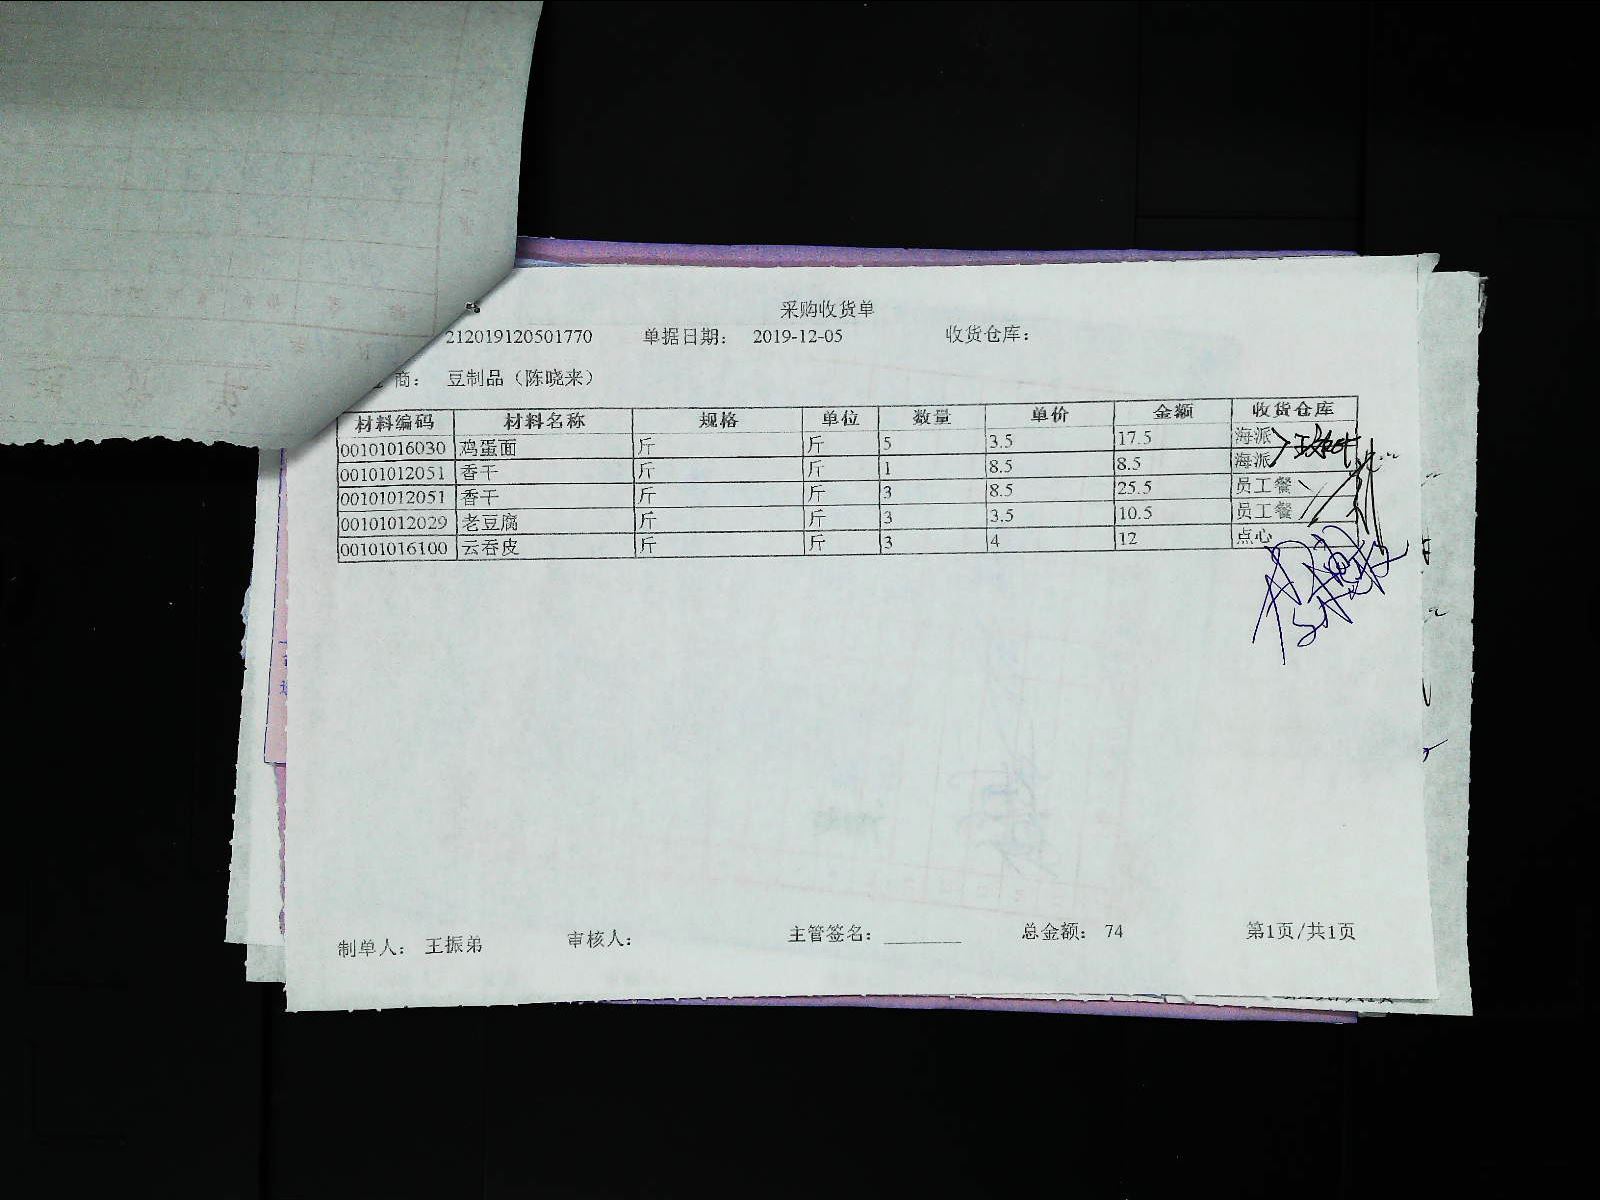 采购收货单
212019120501770 单据日期： 2019-12-05 收货仓库：
商： 豆制品（陈晓来）
材料编码 材料名称 规格 单位 数量 单价 金额 收货仓库
00101016030 鸡蛋面 斤 斤 5 3.5 17.5 海派
00101012051 香干 斤 斤 1 8.5 8.5 海派
00101012051 香干 斤 斤 3 8.5 25.5 员工餐
00101012029 老豆腐 斤 斤 3 3.5 10.5 员工餐
00101016100 云吞皮 斤 斤 3 4 12 点心
制单人： 王振弟 审核人： 主管签名： 总金额： 74 第1页/共1页